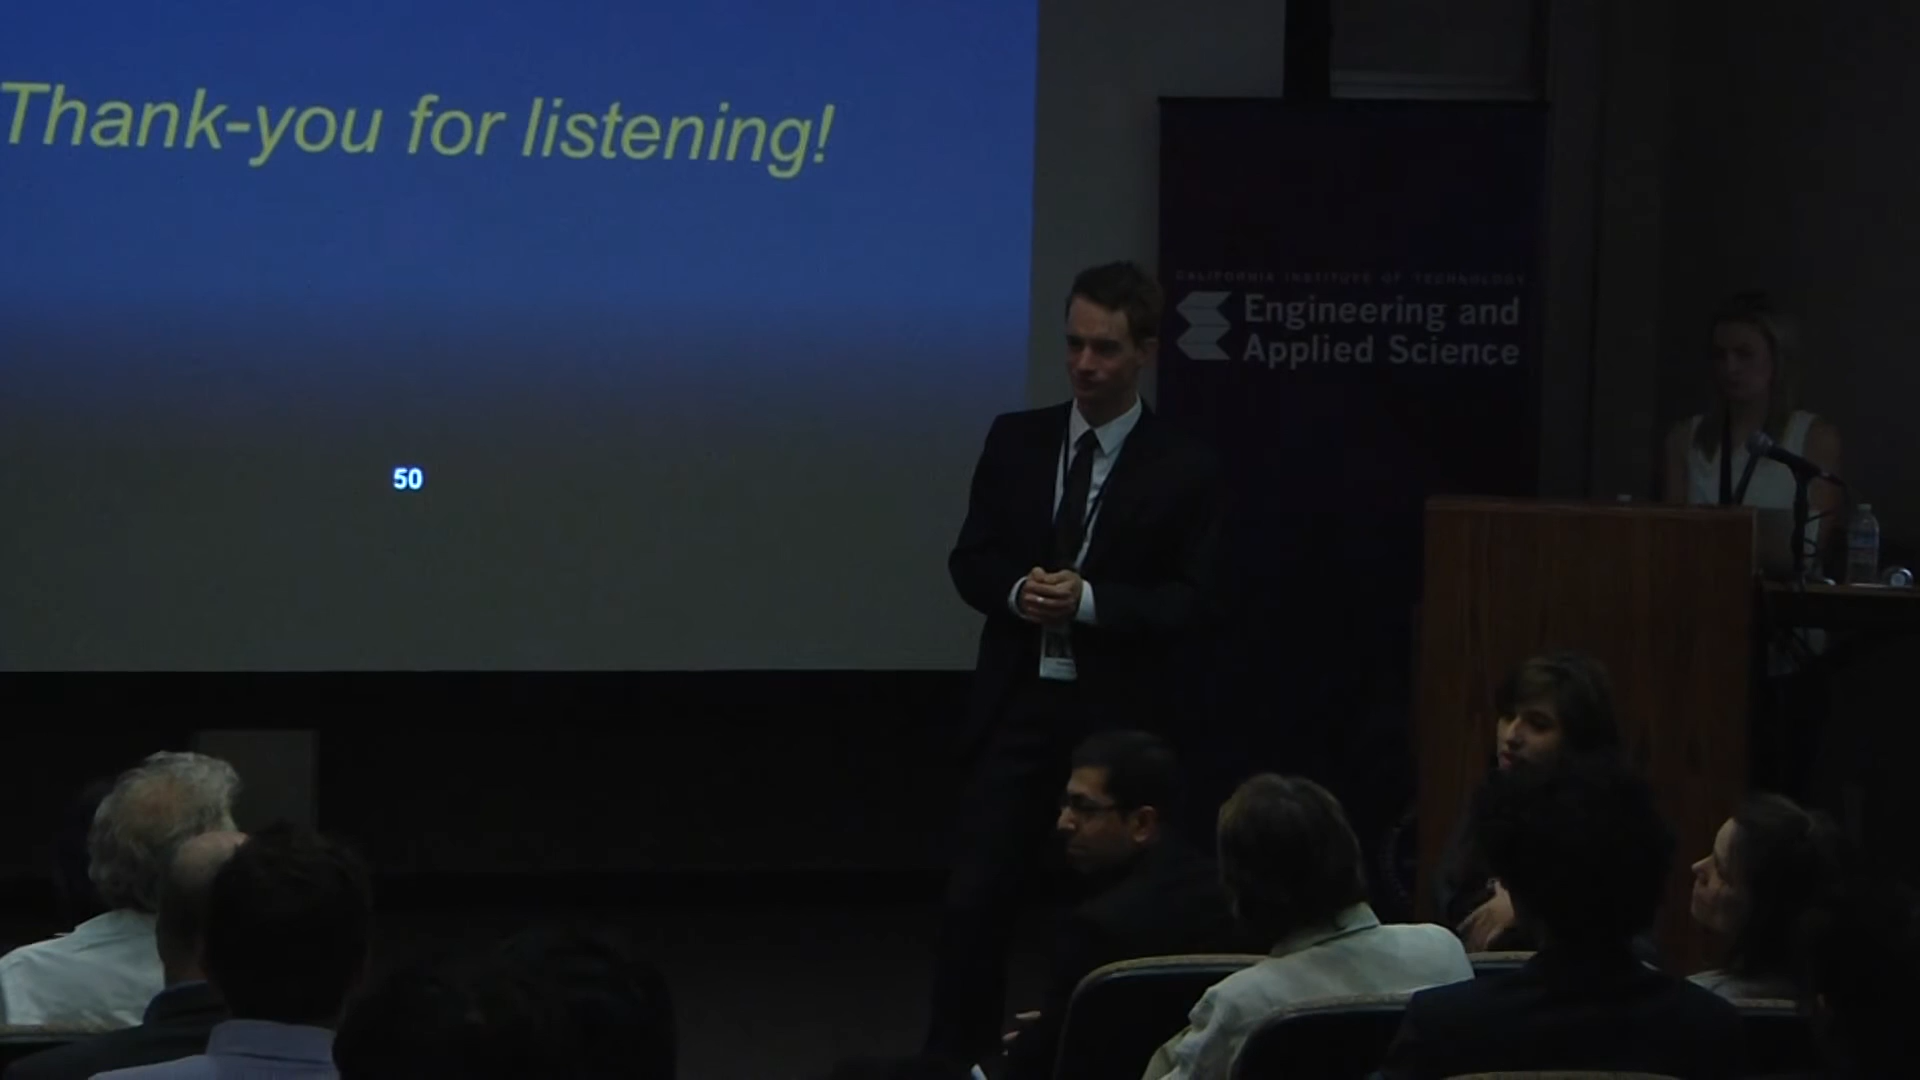 Thank-you for listening!
50
CALIFORNIA INSTITUTE OF TECHNOLOGY
Engineering and
Applied Science